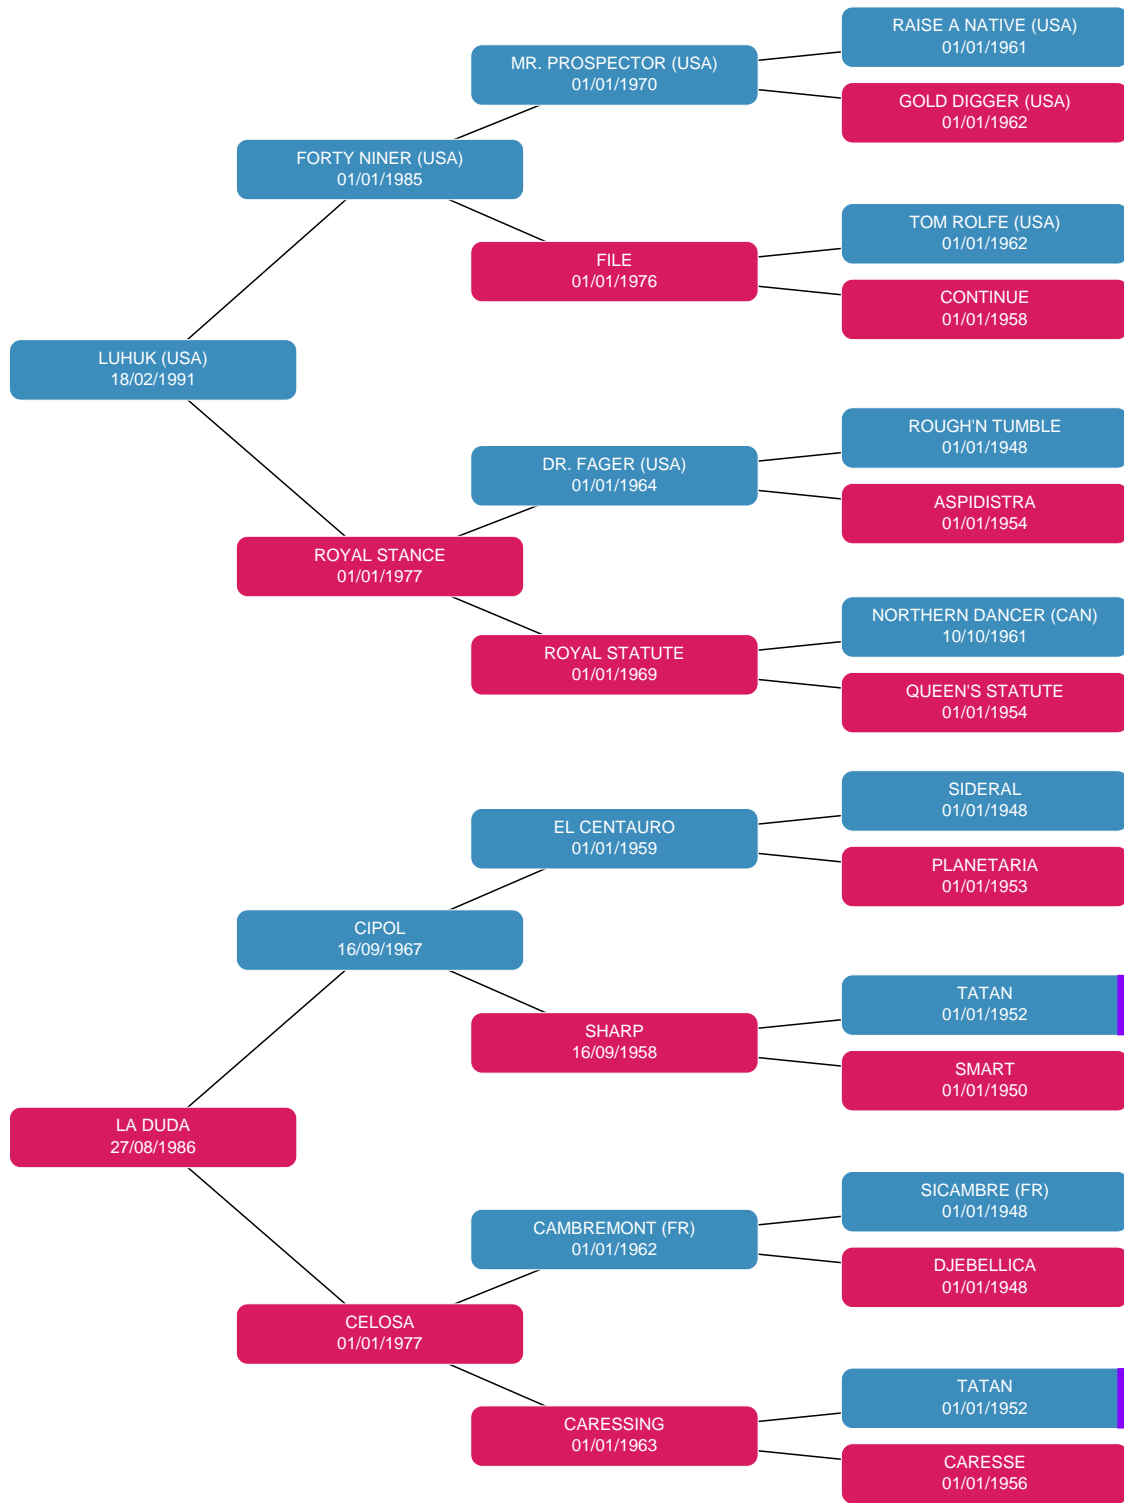 RAISE A NATIVE (USA)
01/01/1961
MR. PROSPECTOR (USA)
01/01/1970
GOLD DIGGER (USA)
01/01/1962
FORTY NINER (USA)
01/01/1985
TOM ROLFE (USA)
01/01/1962
FILE
01/01/1976
CONTINUE
01/01/1958
LUHUK (USA)
18/02/1991
ROUGH'N TUMBLE
01/01/1948
DR. FAGER (USA)
01/01/1964
ASPIDISTRA
01/01/1954
ROYAL STANCE
01/01/1977
NORTHERN DANCER (CAN)
10/10/1961
ROYAL STATUTE
01/01/1969
QUEEN'S STATUTE
01/01/1954
SIDERAL
01/01/1948
EL CENTAURO
01/01/1959
PLANETARIA
01/01/1953
CIPOL
16/09/1967
TATAN
01/01/1952
SHARP
16/09/1958
SMART
01/01/1950
LA DUDA
27/08/1986
SICAMBRE (FR)
01/01/1948
CAMBREMONT (FR)
01/01/1962
DJEBELLICA
01/01/1948
CELOSA
01/01/1977
TATAN
01/01/1952
CARESSING
01/01/1963
CARESSE
01/01/1956